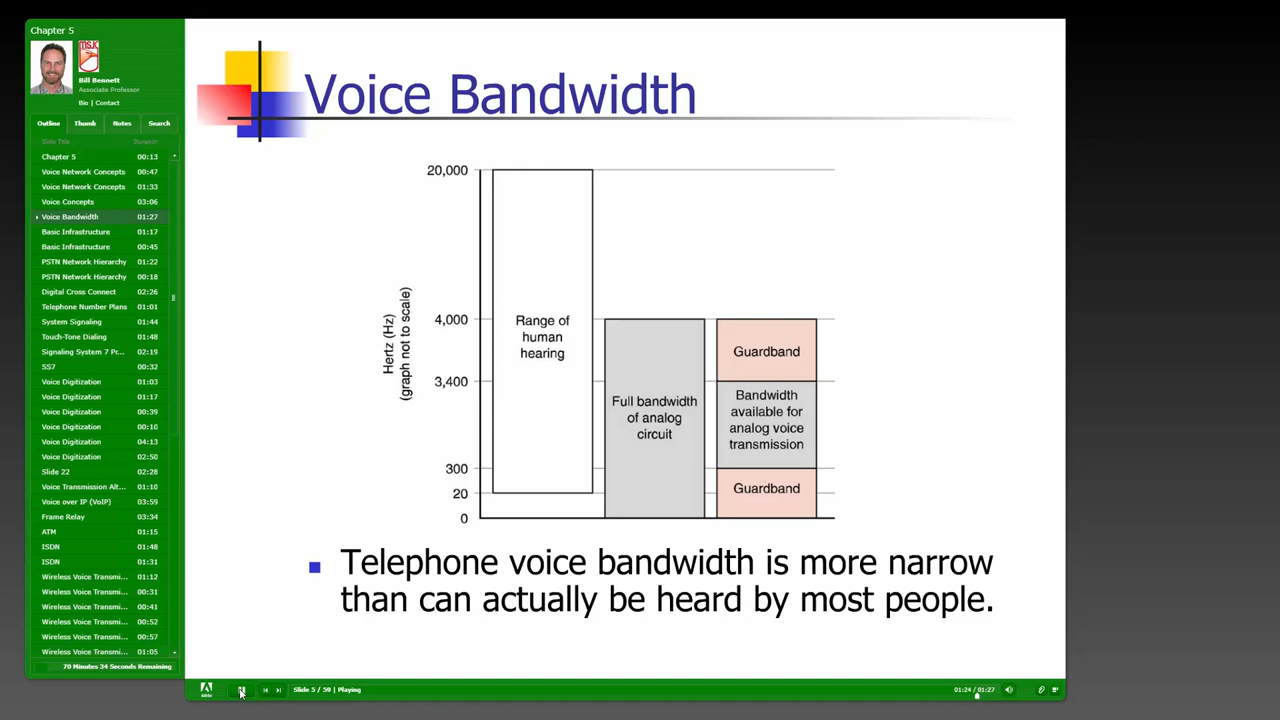 Chapter 5
MSK
Bill Bennett
Associate Professor
Bio | Contact
Outline Thumb Notes Search
Slide Title Duration
Chapter 5 00:13
Voice Network Concepts 00:47
Voice Network Concepts 01:33
Voice Concepts 03:06
Voice Bandwidth 01:27
Basic Infrastructure 01:17
Basic Infrastructure 00:45
PSTN Network Hierarchy 01:22
PSTN Network Hierarchy 00:18
Digital Cross Connect 02:26
Telephone Number Plans 01:01
System Signaling 01:44
Touch-Tone Dialing 01:48
Signaling System 7 Pr... 02:19
SS7 00:32
Voice Digitization 01:03
Voice Digitization 01:17
Voice Digitization 00:39
Voice Digitization 00:10
Voice Digitization 04:13
Voice Digitization 02:50
Slide 22 02:28
Voice Transmission Alt... 01:10
Voice over IP (VoIP) 03:59
Frame Relay 03:34
ATM 01:15
ISDN 01:48
ISDN 01:31
Wireless Voice Transmi... 01:12
Wireless Voice Transmi... 00:31
Wireless Voice Transmi... 00:41
Wireless Voice Transmi... 00:52
Wireless Voice Transmi... 00:57
Wireless Voice Transmi... 01:05
70 Minutes 34 Seconds Remaining
Voice Bandwidth
Hertz (Hz)
(graph not to scale)
20,000
4,000
3,400
300
20
0
Range of
human
hearing
Full bandwidth
of analog
circuit
Guardband
Bandwidth
available for
analog voice
transmission
Guardband
Telephone voice bandwidth is more narrow
than can actually be heard by most people.
Slide 5 / 59 | Playing
01:24 / 01:27